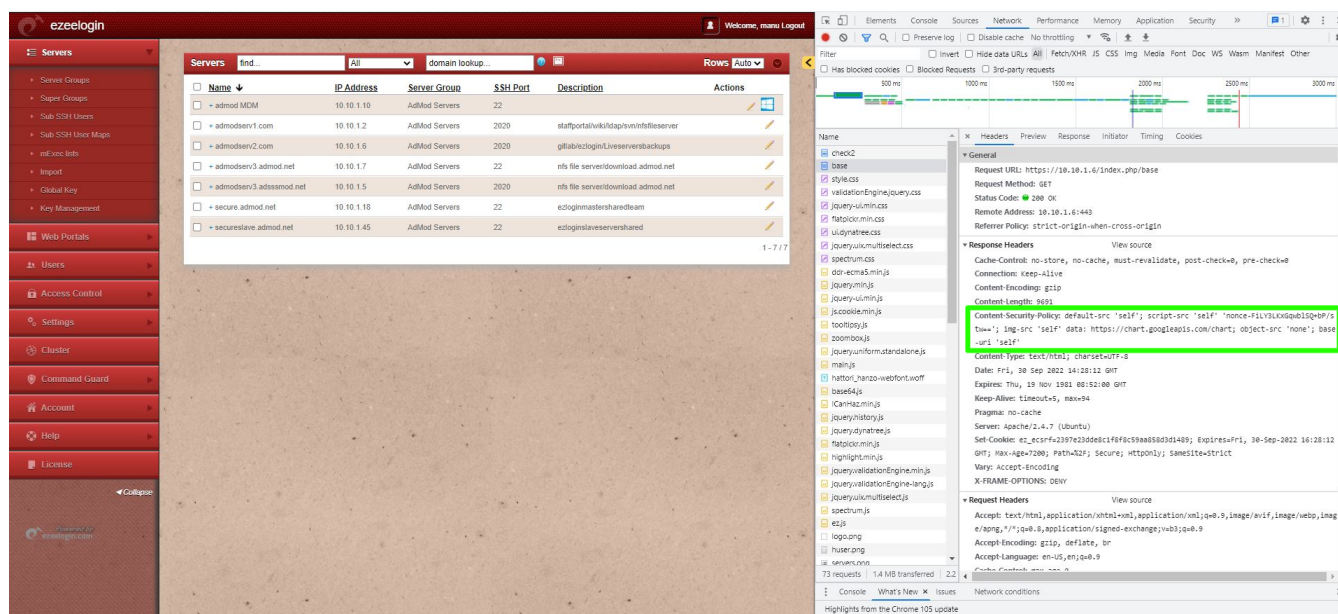 ezeelogin
Welcome, manu Logout
Servers
Server Groups
Super Groups
Sub SSH Users
Sub SSH User Maps
mExec lists
Import
Global Key
Key Management
Web Portals
Users
Access Control
Settings
Cluster
Command Guard
Account
Help
License
Collapse
ezeelogin.com
Servers find... All domain lookup... Rows Auto
Name IP Address Server Group SSH Port Description Actions
+ admod MDM 10.10.1.10 AdMod Servers 22
+ admodserv1.com 10.10.1.2 AdMod Servers 2020 staffportal/wiki/ldap/svn/nfsfileserver
+ admodserv2.com 10.10.1.6 AdMod Servers 2020 gitlab/ezlogin/Liveserversbackups
+ admodserv3.admod.net 10.10.1.7 AdMod Servers 22 nfs file server/download.admod.net
+ admodserv3.adsssmod.net 10.10.1.5 AdMod Servers 2020 nfs file server/download.admod.net
+ secure.admod.net 10.10.1.18 AdMod Servers 22 ezloginmastersharedteam
+ secureslave.admod.net 10.10.1.45 AdMod Servers 22 ezloginslaveservershared
1 - 7 / 7
Elements Console Sources Network Performance Memory Application Security » 1
Preserve log Disable cache No throttling
Filter Invert Hide data URLs All Fetch/XHR JS CSS Img Media Font Doc WS Wasm Manifest Other
Has blocked cookies Blocked Requests 3rd-party requests
500 ms 1000 ms 1500 ms 2000 ms 2500 ms 3000 ms
Name
check2
base
style.css
validationEngine.jquery.css
jquery-ui.min.css
flatpickr.min.css
ui.dynatree.css
jquery.uix.multiselect.css
spectrum.css
ddr-ecma5.min.js
jquery.min.js
jquery-ui.min.js
js.cookie.min.js
tooltipsy.js
zoombox.js
jquery.uniform.standalone.js
main.js
hattori_hanzo-webfont.woff
base64.js
ICanHaz.min.js
jquery.history.js
jquery.dynatree.js
flatpickr.min.js
highlight.min.js
jquery.validationEngine.min.js
jquery.validationEngine-lang.js
jquery.uix.multiselect.js
spectrum.js
ez.js
logo.png
huser.png
servers.png
73 requests 1.4 MB transferred 2.2
× Headers Preview Response Initiator Timing Cookies
General
Request URL: https://10.10.1.6/index.php/base
Request Method: GET
Status Code: 200 OK
Remote Address: 10.10.1.6:443
Referrer Policy: strict-origin-when-cross-origin
Response Headers View source
Cache-Control: no-store, no-cache, must-revalidate, post-check=0, pre-check=0
Connection: Keep-Alive
Content-Encoding: gzip
Content-Length: 9691
Content-Security-Policy: default-src 'self'; script-src 'self' 'nonce-FiLY3LKXGqwblSQ+bP/s
tw=='; img-src 'self' data: https://chart.googleapis.com/chart; object-src 'none'; base
-uri 'self'
Content-Type: text/html; charset=UTF-8
Date: Fri, 30 Sep 2022 14:28:12 GMT
Expires: Thu, 19 Nov 1981 08:52:00 GMT
Keep-Alive: timeout=5, max=94
Pragma: no-cache
Server: Apache/2.4.7 (Ubuntu)
Set-Cookie: ez_ecsrf=2397e23dde8c1f8f8c59aa858d3d1489; Expires=Fri, 30-Sep-2022 16:28:12
GMT; Max-Age=7200; Path=%2F; Secure; HttpOnly; SameSite=Strict
Vary: Accept-Encoding
X-FRAME-OPTIONS: DENY
Request Headers View source
Accept: text/html,application/xhtml+xml,application/xml;q=0.9,image/avif,image/webp,imag
e/apng,*/*;q=0.8,application/signed-exchange;v=b3;q=0.9
Accept-Encoding: gzip, deflate, br
Accept-Language: en-US,en;q=0.9
Cache-Control: max-age=0
Console What's New × Issues Network conditions
Highlights from the Chrome 105 update